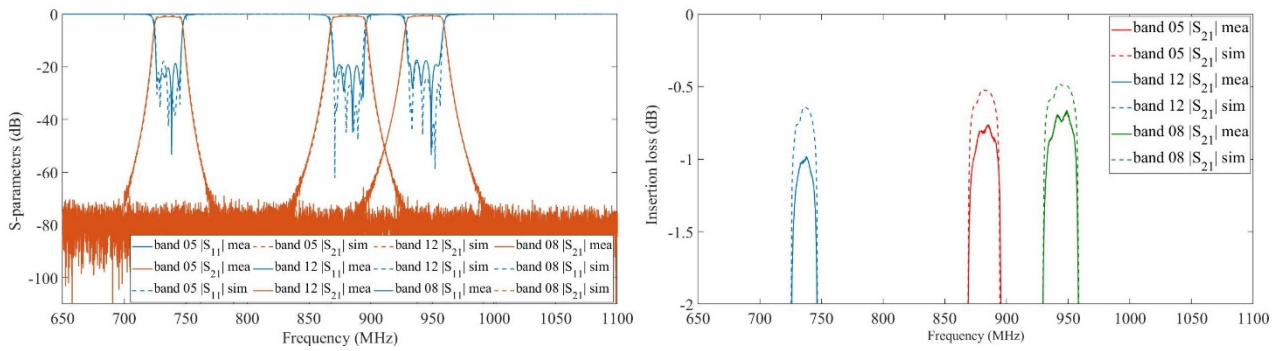 0
-20
-40
-60
-80
-100
S-parameters (dB)
band 05 |S11| mea band 05 |S21| sim band 12 |S21| sim band 08 |S21| mea
band 05 |S21| mea band 12 |S11| mea band 12 |S11| sim band 08 |S11| sim
band 05 |S11| sim band 12 |S21| mea band 08 |S11| mea band 08 |S21| sim
650 700 750 800 850 900 950 1000 1050 1100
Frequency (MHz)
0
-0.5
-1
-1.5
-2
Insertion loss (dB)
band 05 |S21| mea
band 05 |S21| sim
band 12 |S21| mea
band 12 |S21| sim
band 08 |S21| mea
band 08 |S21| sim
650 700 750 800 850 900 950 1000 1050 1100
Frequency (MHz)